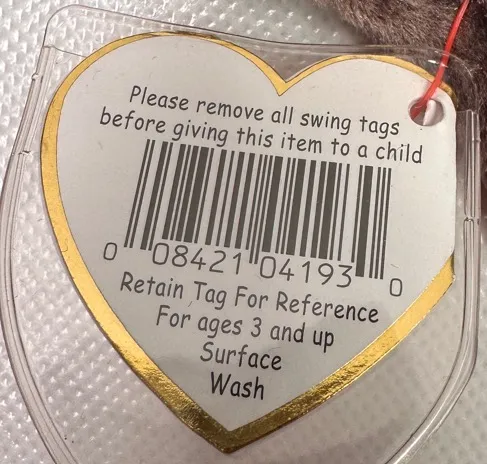 Please remove all swing tags
before giving this item to a child
0 08421 04193 0
Retain Tag For Reference
For ages 3 and up
Surface
Wash